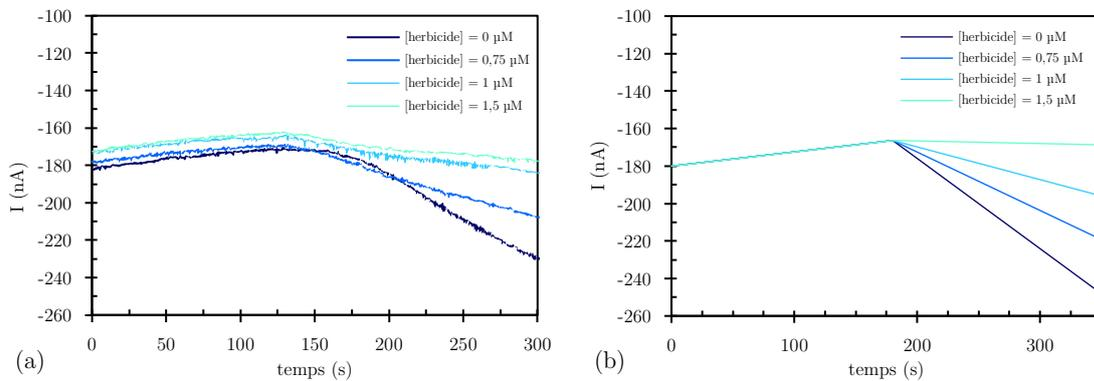 -100
-120
-140
-160
-180
-200
-220
-240
-260
I (nA)
0
50
100
150
200
250
300
temps (s)
[herbicide] = 0 µM
[herbicide] = 0,75 µM
[herbicide] = 1 µM
[herbicide] = 1,5 µM
(a)
-100
-120
-140
-160
-180
-200
-220
-240
-260
I (nA)
0
100
200
300
temps (s)
[herbicide] = 0 µM
[herbicide] = 0,75 µM
[herbicide] = 1 µM
[herbicide] = 1,5 µM
(b)